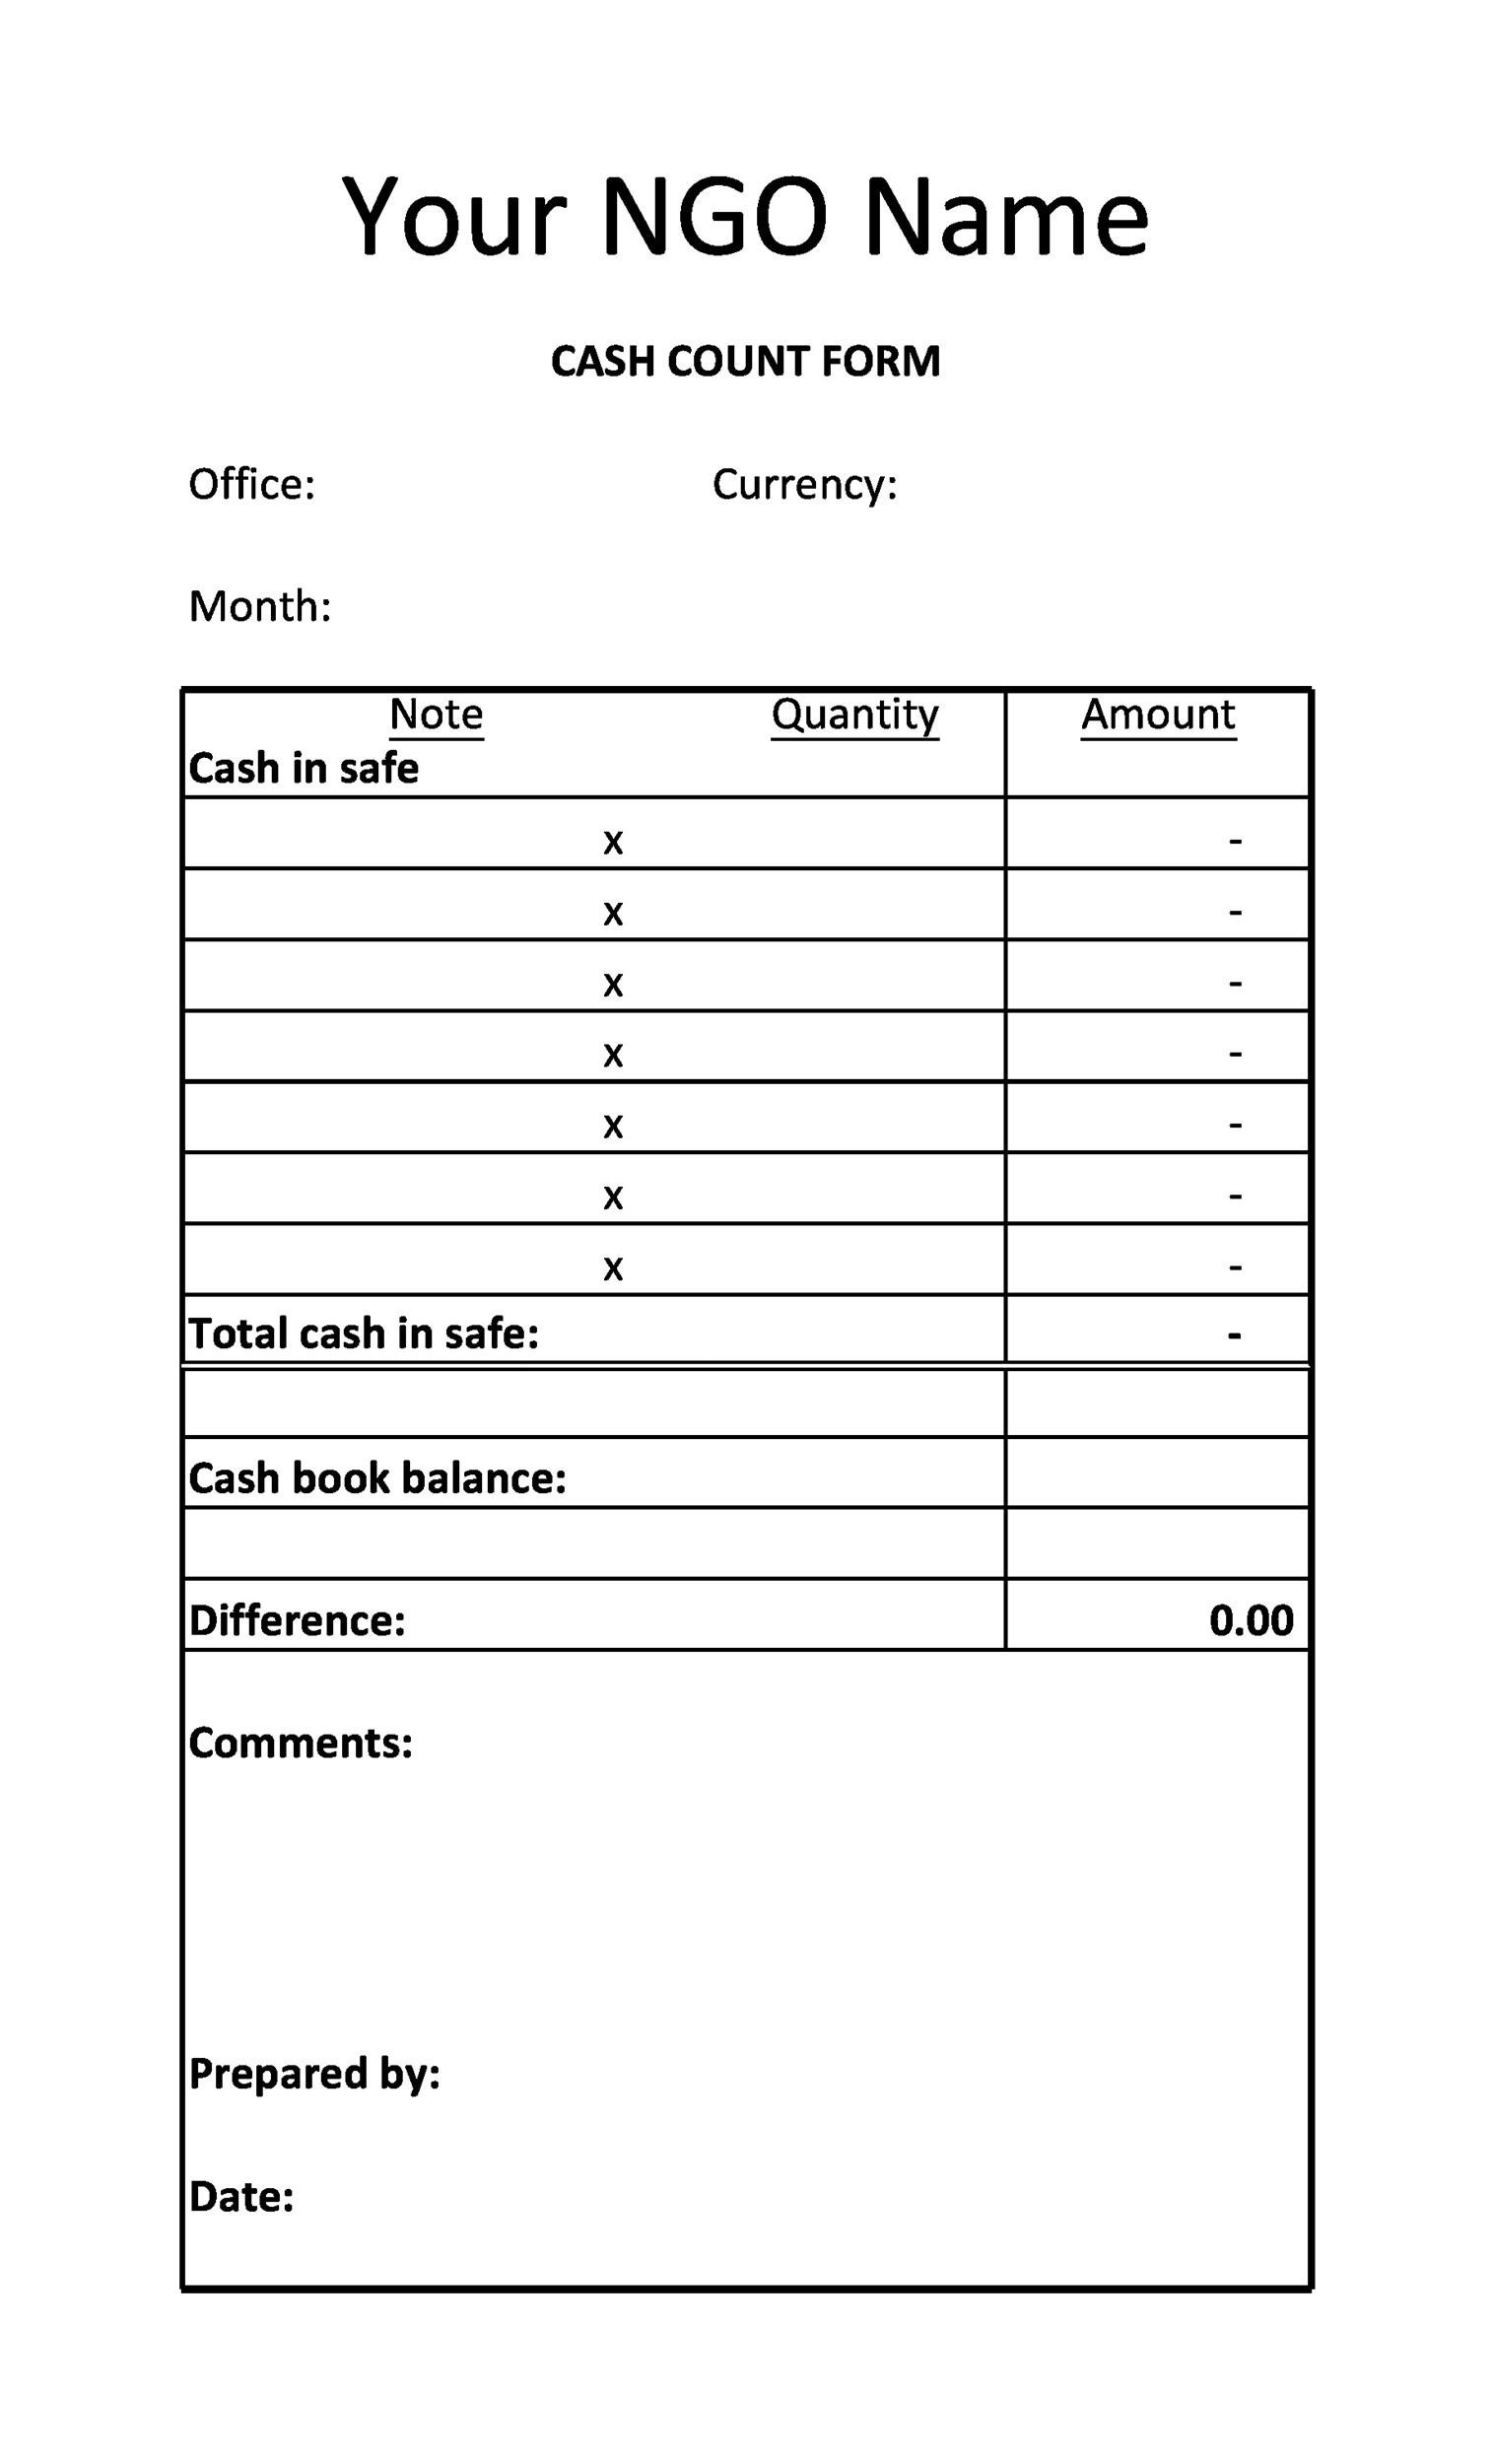 Your NGO Name
CASH COUNT FORM
Office: Currency:
Month:
Note Quantity Amount
Cash in safe
x -
x -
x -
x -
x -
x -
x -
Total cash in safe: -
Cash book balance:
Difference: 0.00
Comments:
Prepared by:
Date: